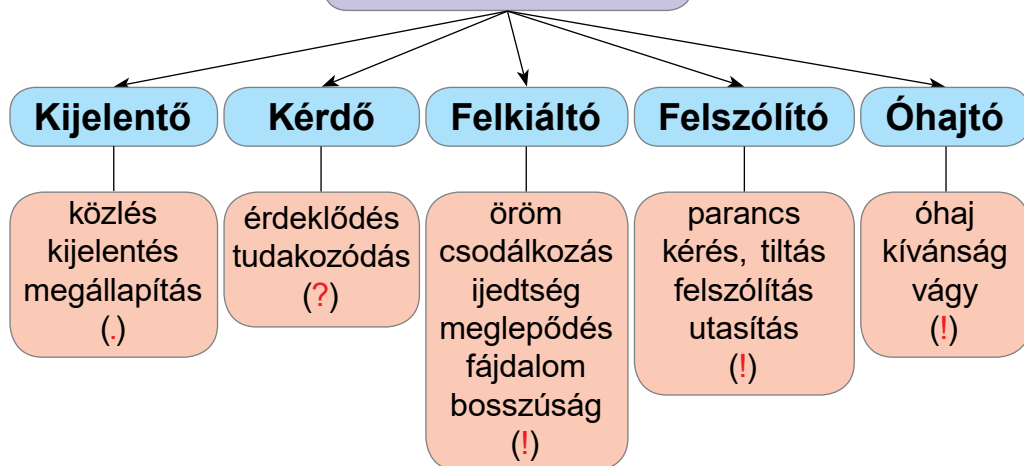 Kijelentő
Kérdő
Felkiáltó
Felszólító
Óhajtó
közlés
kijelentés
megállapítás
(.)
érdeklődés
tudakozódás
(?)
öröm
csodálkozás
ijedtség
meglepődés
fájdalom
bosszúság
(!)
parancs
kérés, tiltás
felszólítás
utasítás
(!)
óhaj
kívánság
vágy
(!)